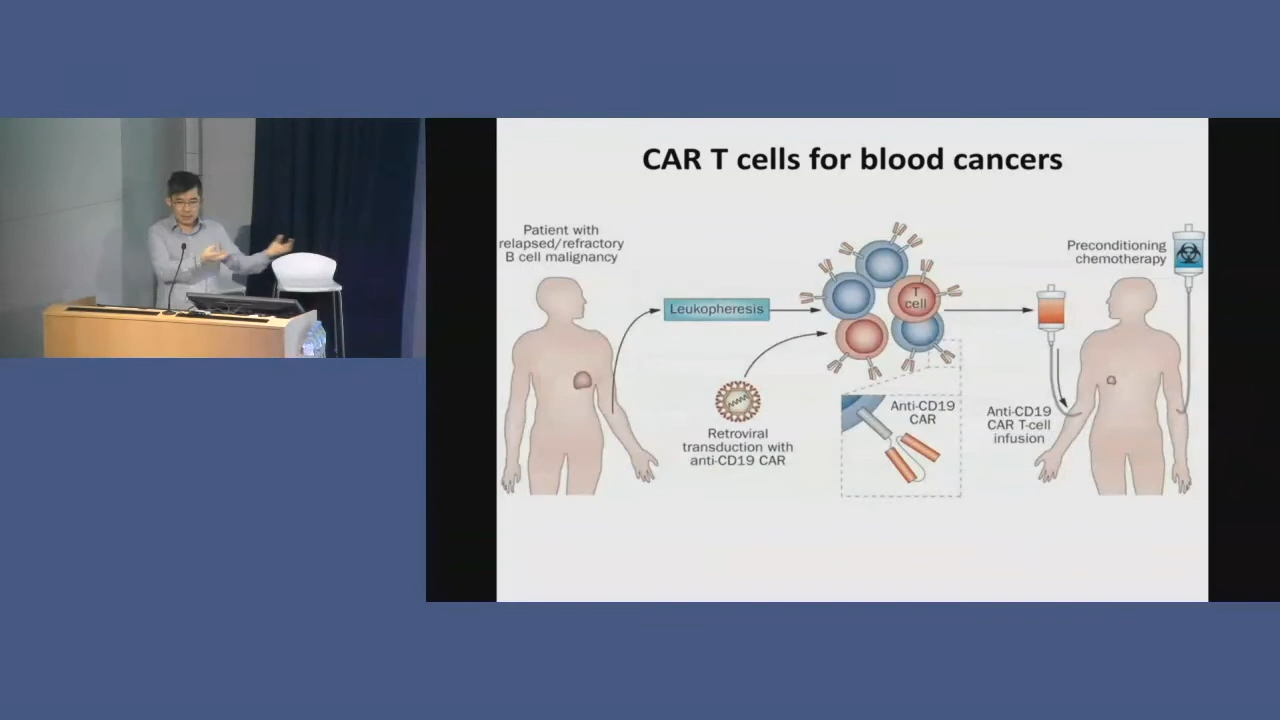 CAR T cells for blood cancers
Patient with
relapsed/refractory
B cell malignancy
Leukopheresis
Retroviral
transduction with
anti-CD19 CAR
T
cell
Anti-CD19
CAR
Anti-CD19
CAR T-cell
infusion
Preconditioning
chemotherapy